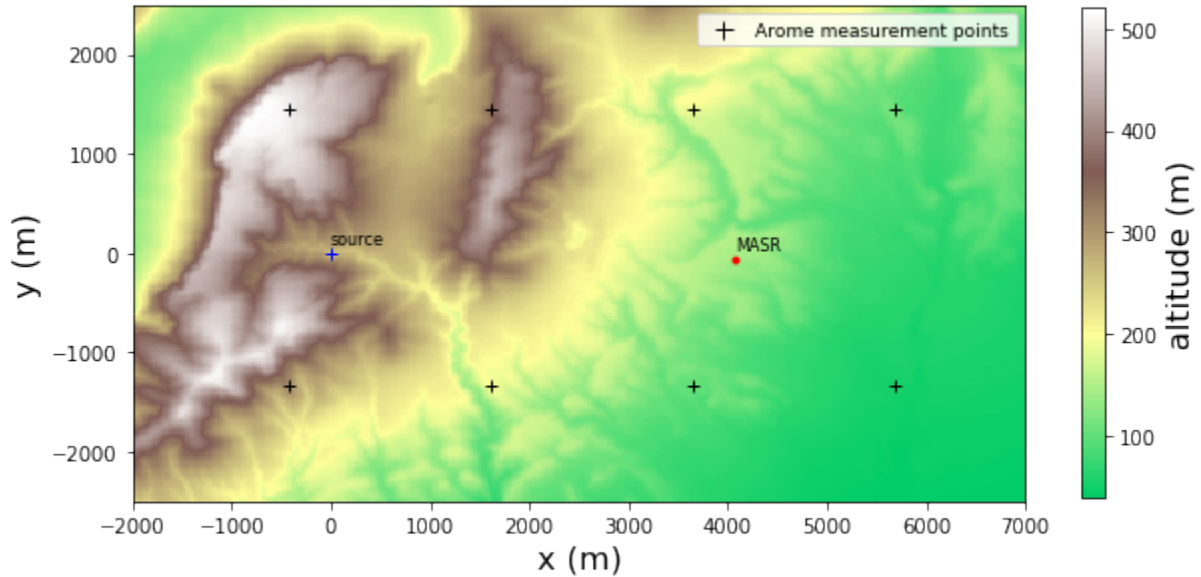 Arome measurement points
source
MASR
2000
1000
0
−1000
−2000
y (m)
−2000 −1000 0 1000 2000 3000 4000 5000 6000 7000
x (m)
500
400
300
200
100
altitude (m)